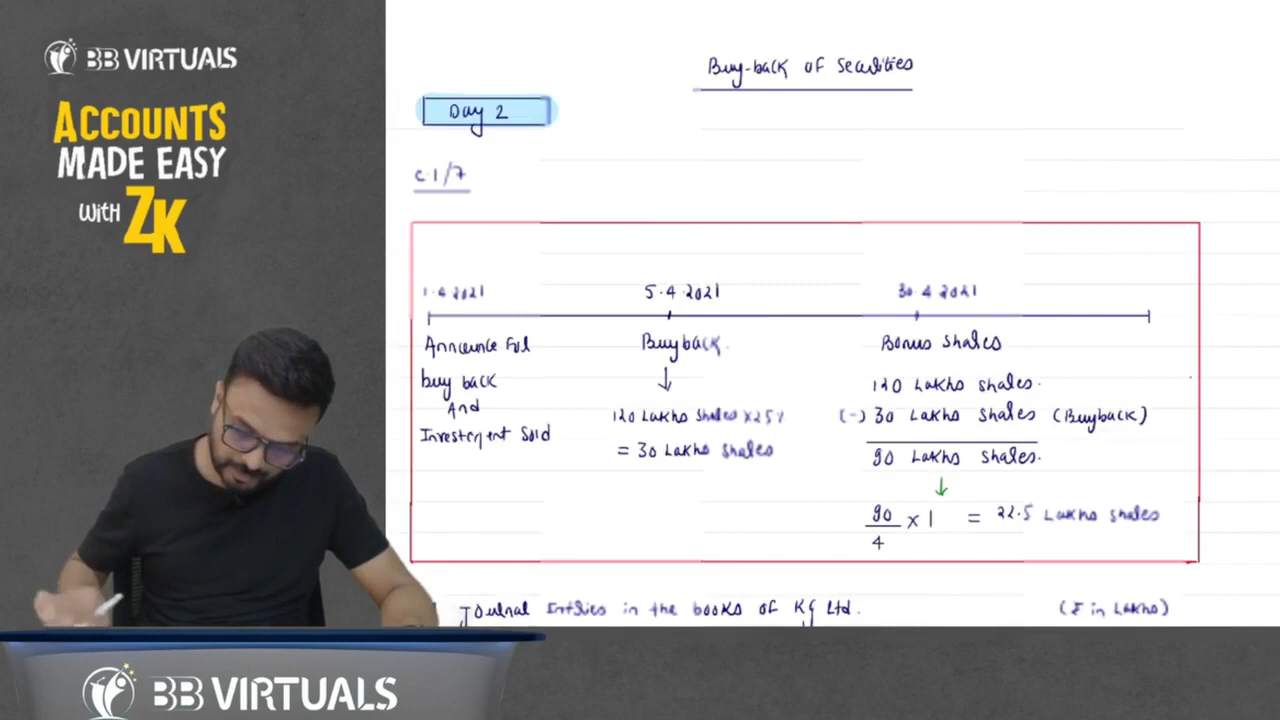 BB VIRTUALS
ACCOUNTS
MADE EASY
WITH ZK
Buy-back of Securities
Day 2
C.1/7
1.4.2021
5.4.2021
30.4.2021
Announce For
buy back
And
Investment Sold
Buyback.
120 Lakhs shares x 25%
= 30 Lakhs shares
Bonus shares
120 Lakhs shares.
(-) 30 Lakhs shares (Buyback)
90 Lakhs shares.
90/4 x 1 = 22.5 Lakhs shares
Journal Entries in the books of KG Ltd. (₹ in Lakhs)
BB VIRTUALS